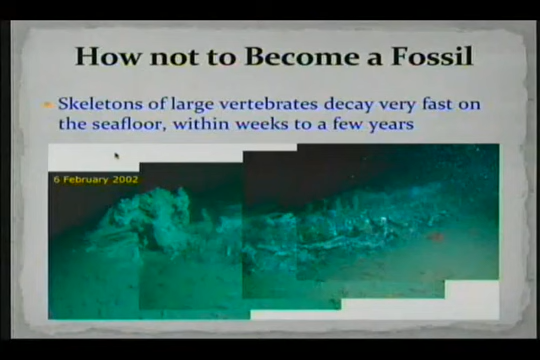 How not to Become a Fossil
Skeletons of large vertebrates decay very fast on
the seafloor, within weeks to a few years
6 February 2002